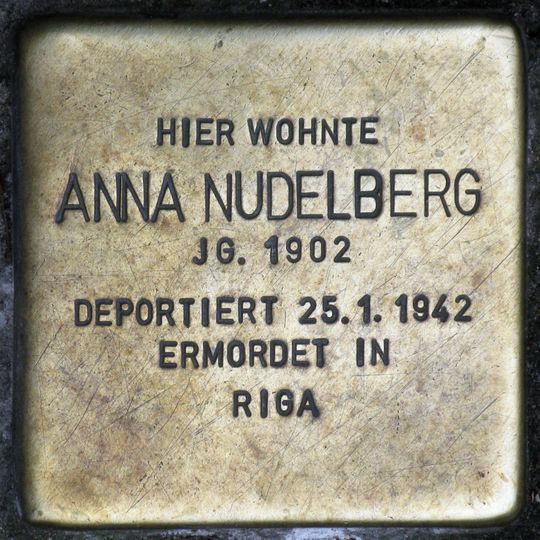 HIER WOHNTE
ANNA NUDELBERG
JG. 1902
DEPORTIERT 25.1.1942
ERMORDET IN
RIGA